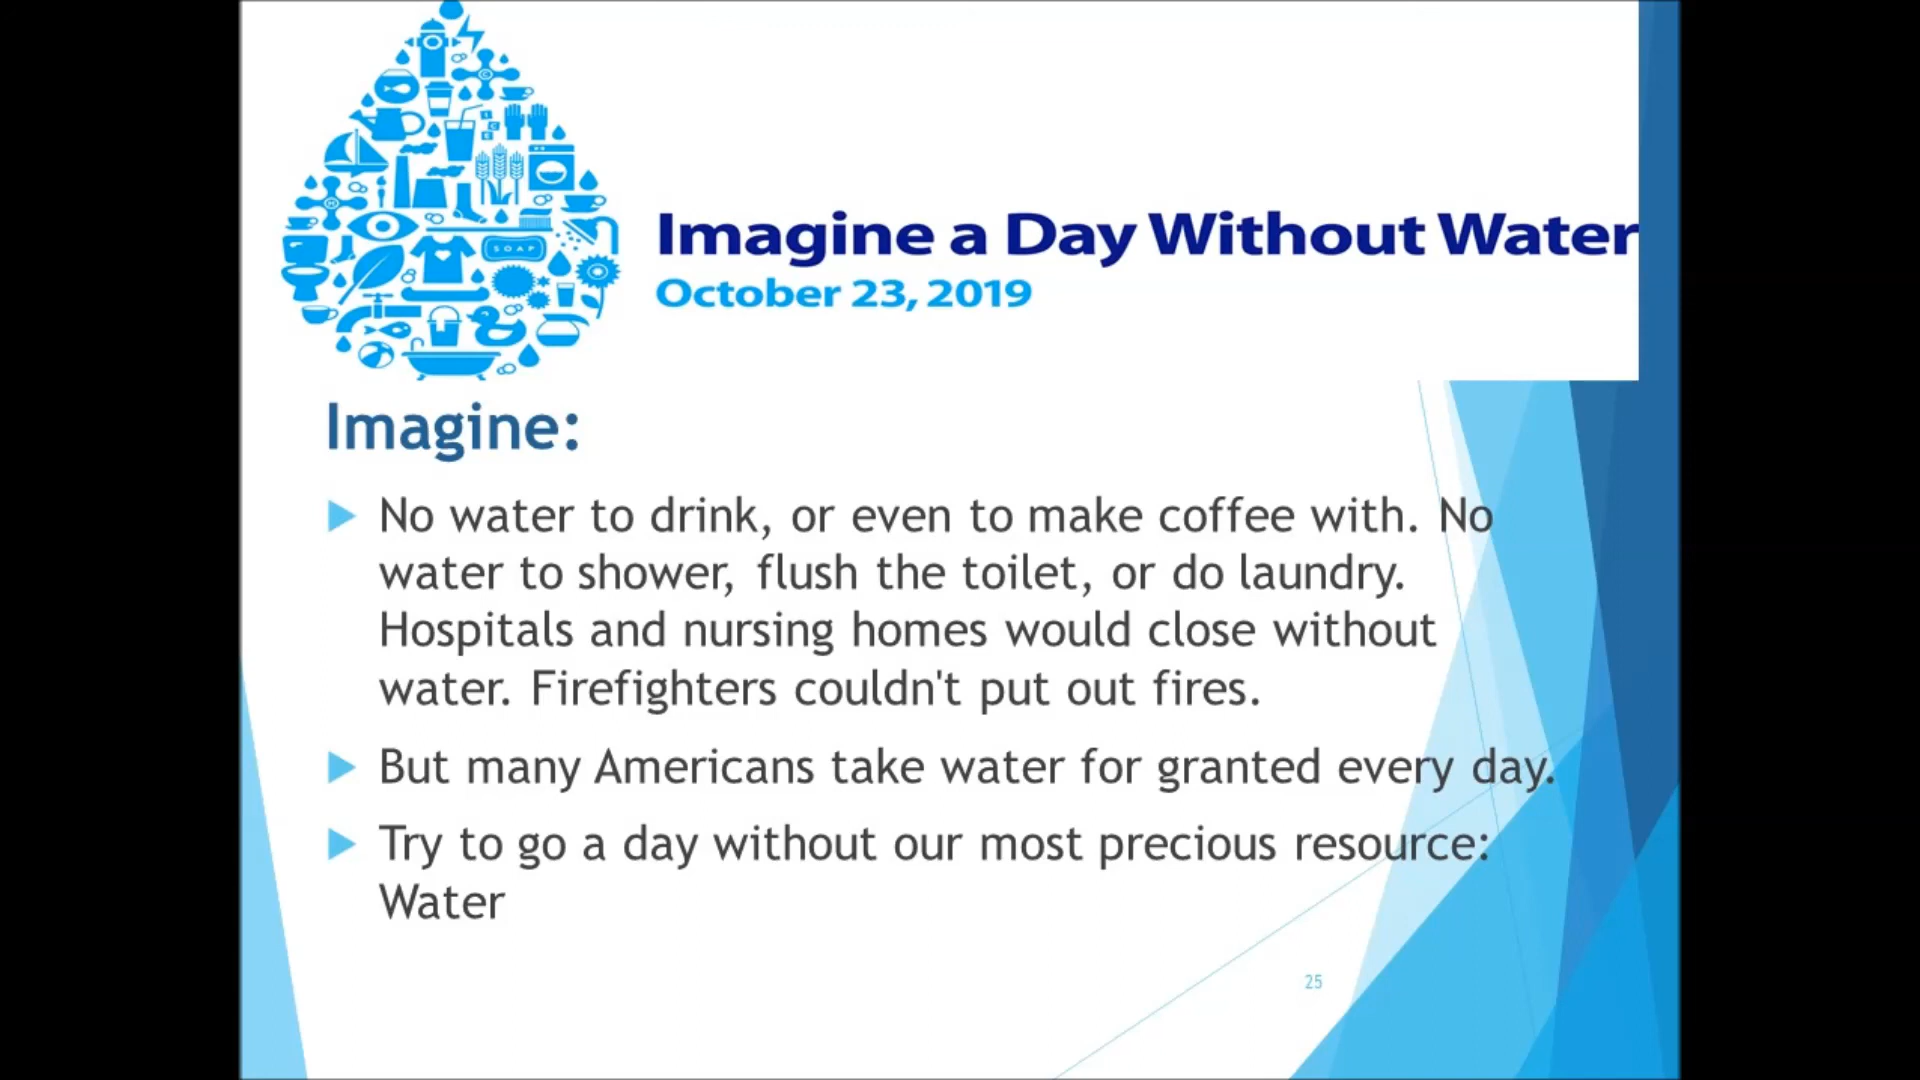 SOAP
Imagine a Day Without Water
October 23, 2019
Imagine:
No water to drink, or even to make coffee with. No
water to shower, flush the toilet, or do laundry.
Hospitals and nursing homes would close without
water. Firefighters couldn't put out fires.
But many Americans take water for granted every day.
Try to go a day without our most precious resource:
Water
25